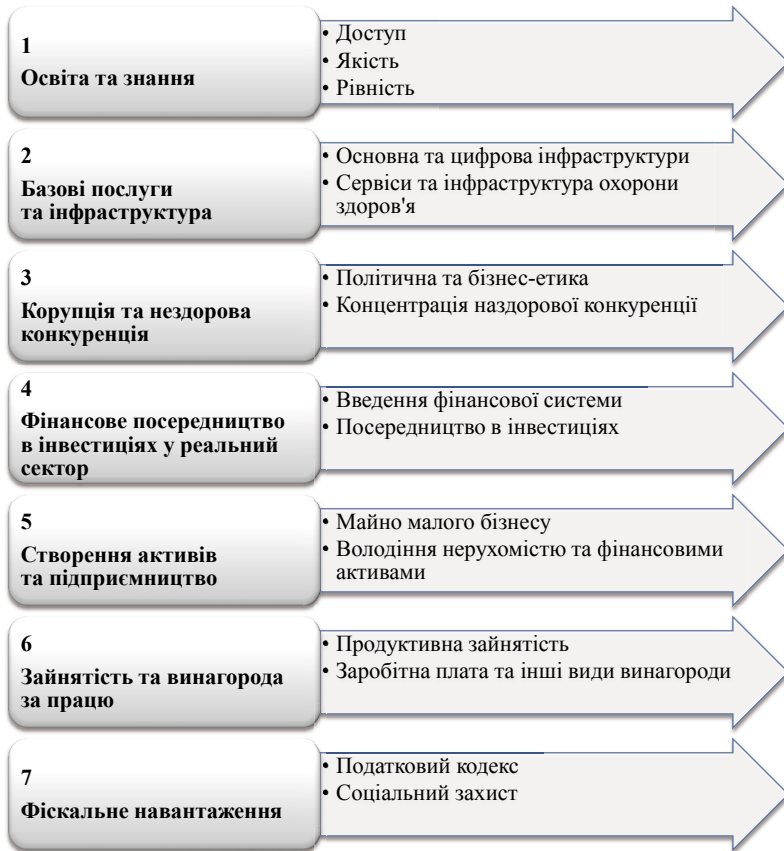 1
Освіта та знання
• Доступ
• Якість
• Рівність
2
Базові послуги
та інфраструктура
• Основна та цифрова інфраструктури
• Сервіси та інфраструктура охорони
здоров'я
3
Корупція та нездорова
конкуренція
• Політична та бізнес-етика
• Концентрація наздорової конкуренції
4
Фінансове посередництво
в інвестиціях у реальний
сектор
• Введення фінансової системи
• Посередництво в інвестиціях
5
Створення активів
та підприємництво
• Майно малого бізнесу
• Володіння нерухомістю та фінансовими
активами
6
Зайнятість та винагорода
за працю
• Продуктивна зайнятість
• Заробітна плата та інші види винагороди
7
Фіскальне навантаження
• Податковий кодекс
• Соціальний захист